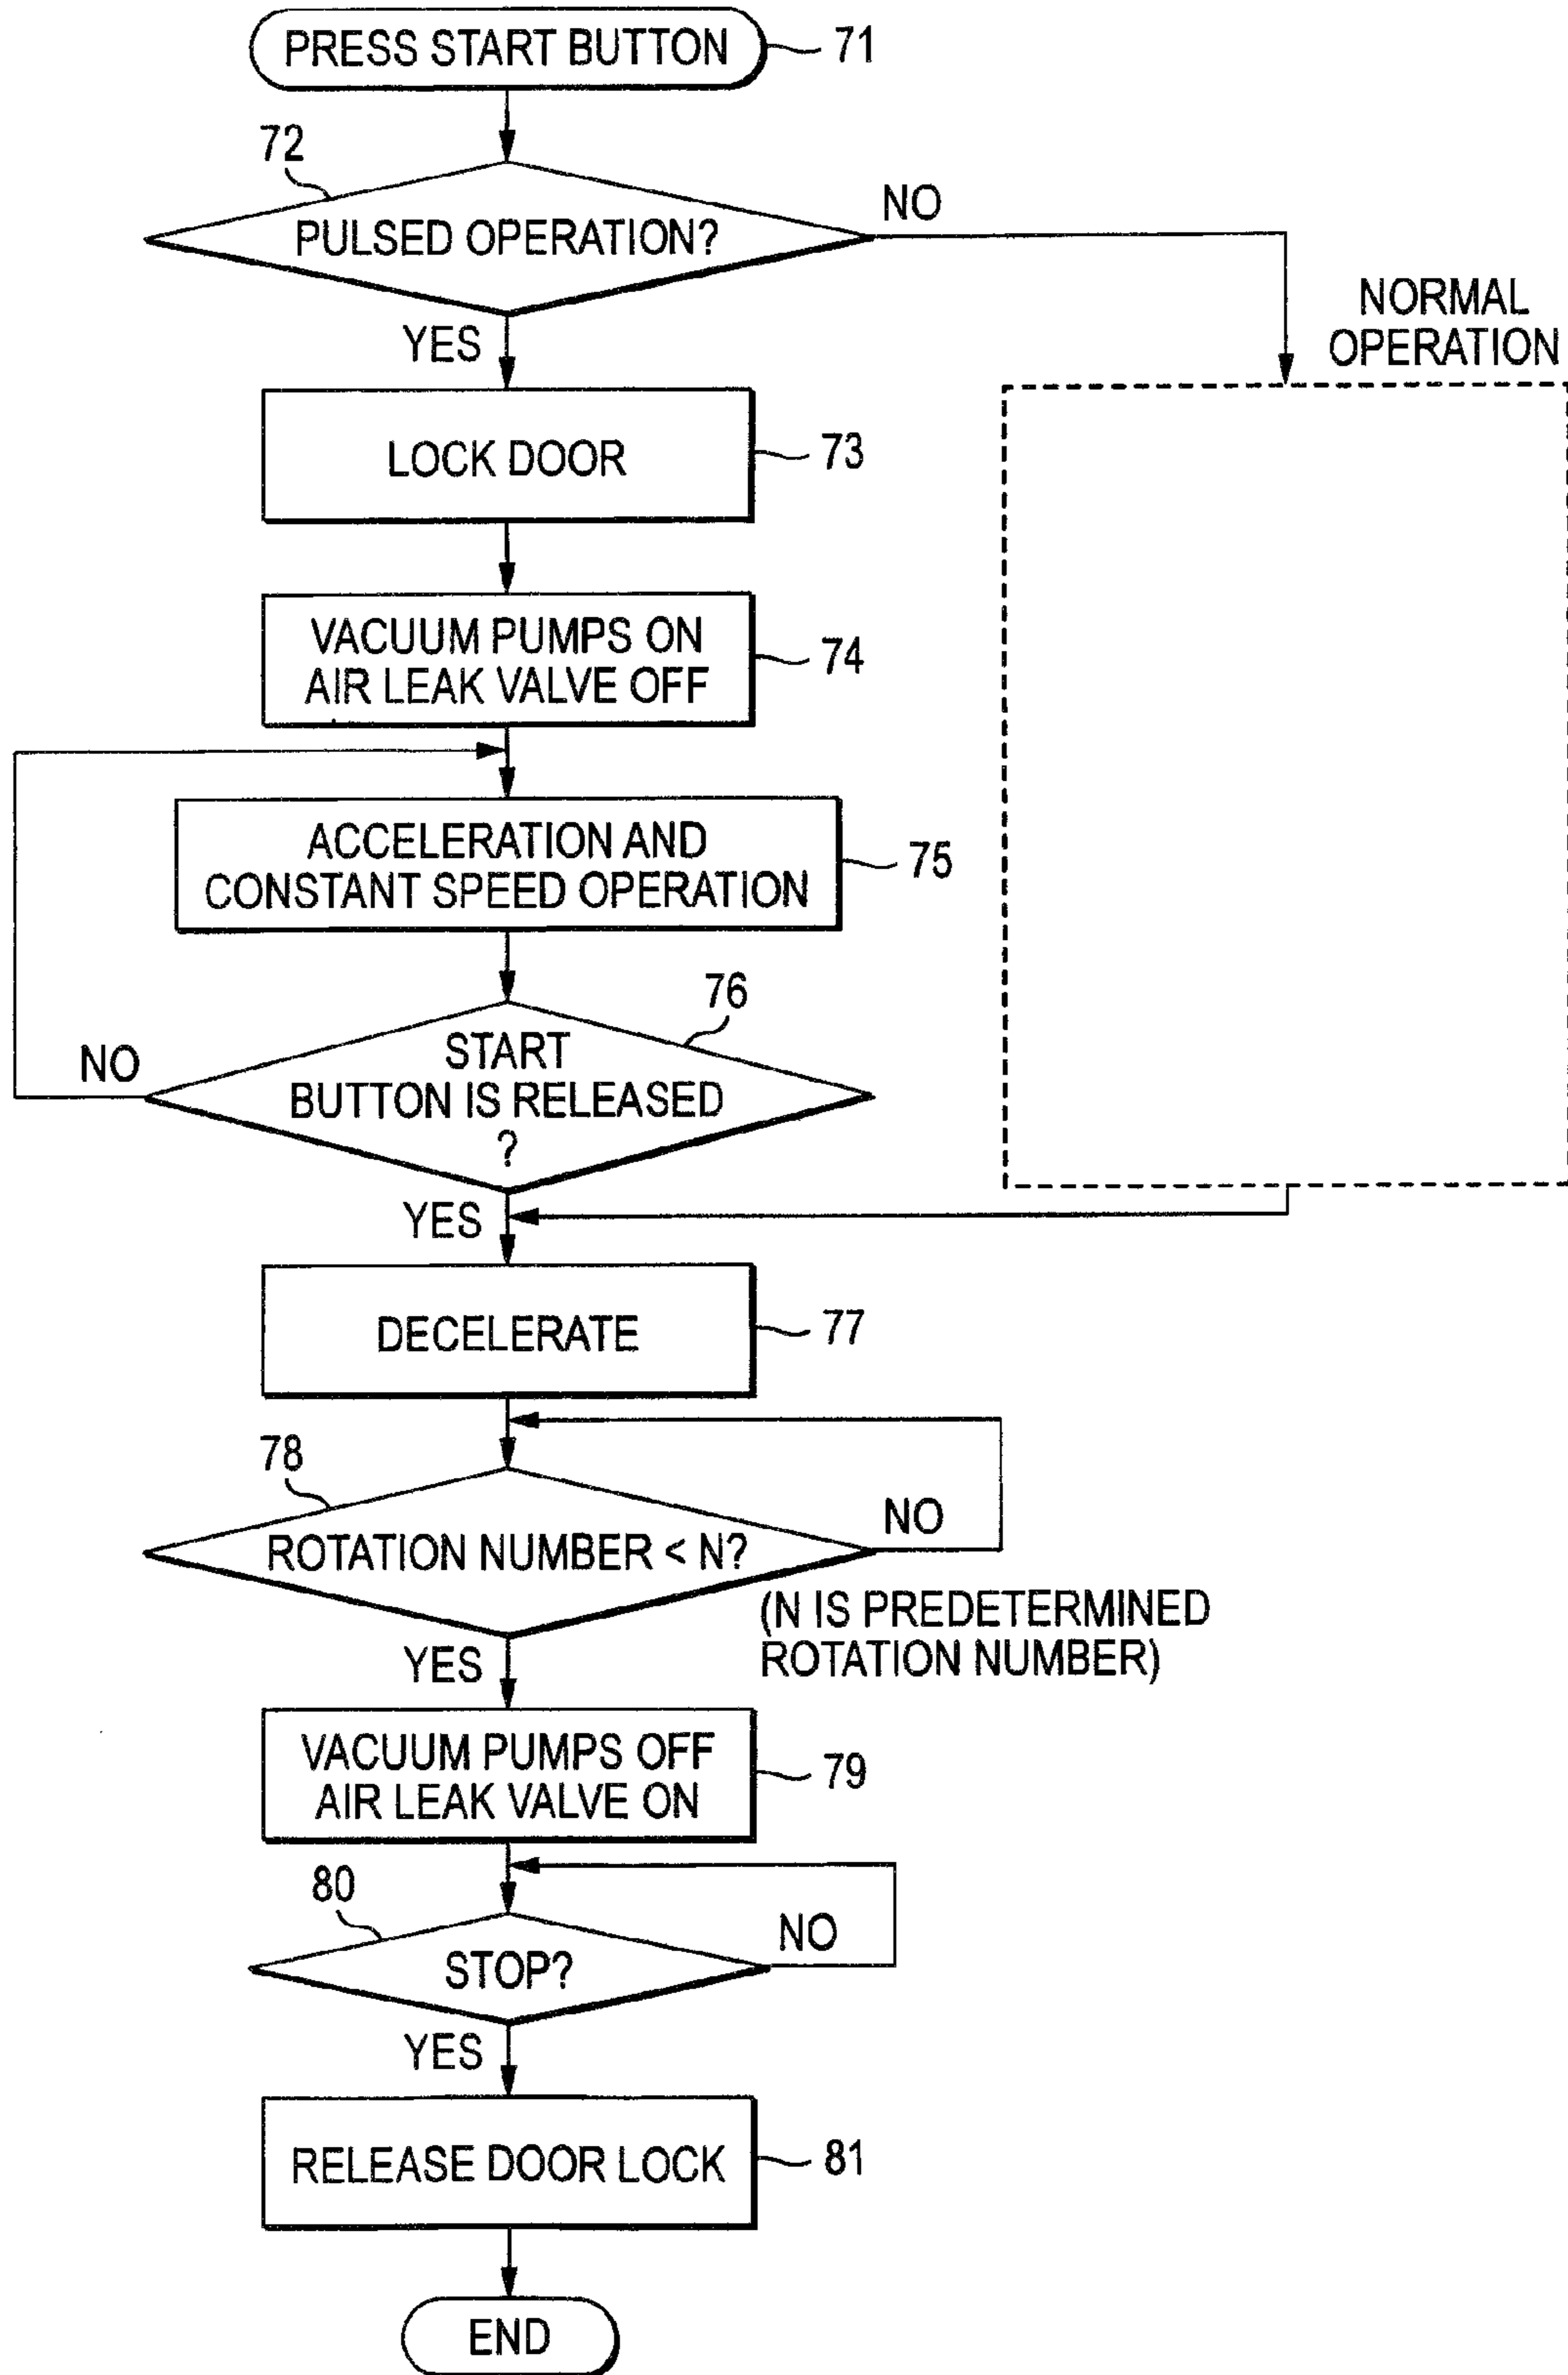 PRESS START BUTTON
71
72
PULSED OPERATION?
NO
NORMAL
OPERATION
YES
LOCK DOOR
73
VACUUM PUMPS ON
AIR LEAK VALVE OFF
74
ACCELERATION AND
CONSTANT SPEED OPERATION
75
76
START
BUTTON IS RELEASED
?
NO
YES
DECELERATE
77
78
ROTATION NUMBER < N?
NO
(N IS PREDETERMINED
ROTATION NUMBER)
YES
VACUUM PUMPS OFF
AIR LEAK VALVE ON
79
80
STOP?
NO
YES
RELEASE DOOR LOCK
81
END